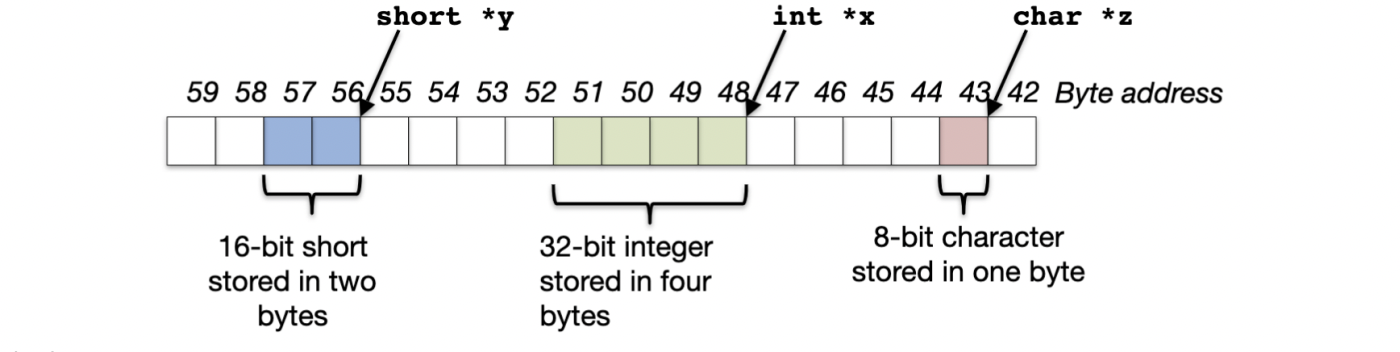 short *y int *x char *z
59 58 57 56 55 54 53 52 51 50 49 48 47 46 45 44 43 42 Byte address
16-bit short
stored in two
bytes
32-bit integer
stored in four
bytes
8-bit character
stored in one byte